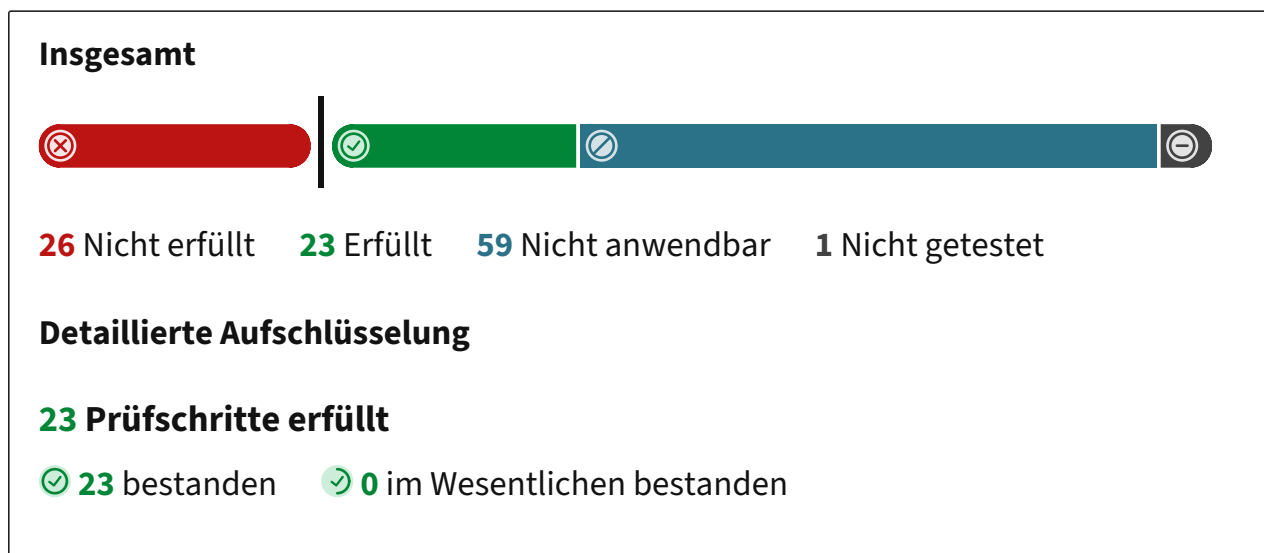 Insgesamt
26 Nicht erfüllt 23 Erfüllt 59 Nicht anwendbar 1 Nicht getestet
Detaillierte Aufschlüsselung
23 Prüfschritte erfüllt
23 bestanden 0 im Wesentlichen bestanden